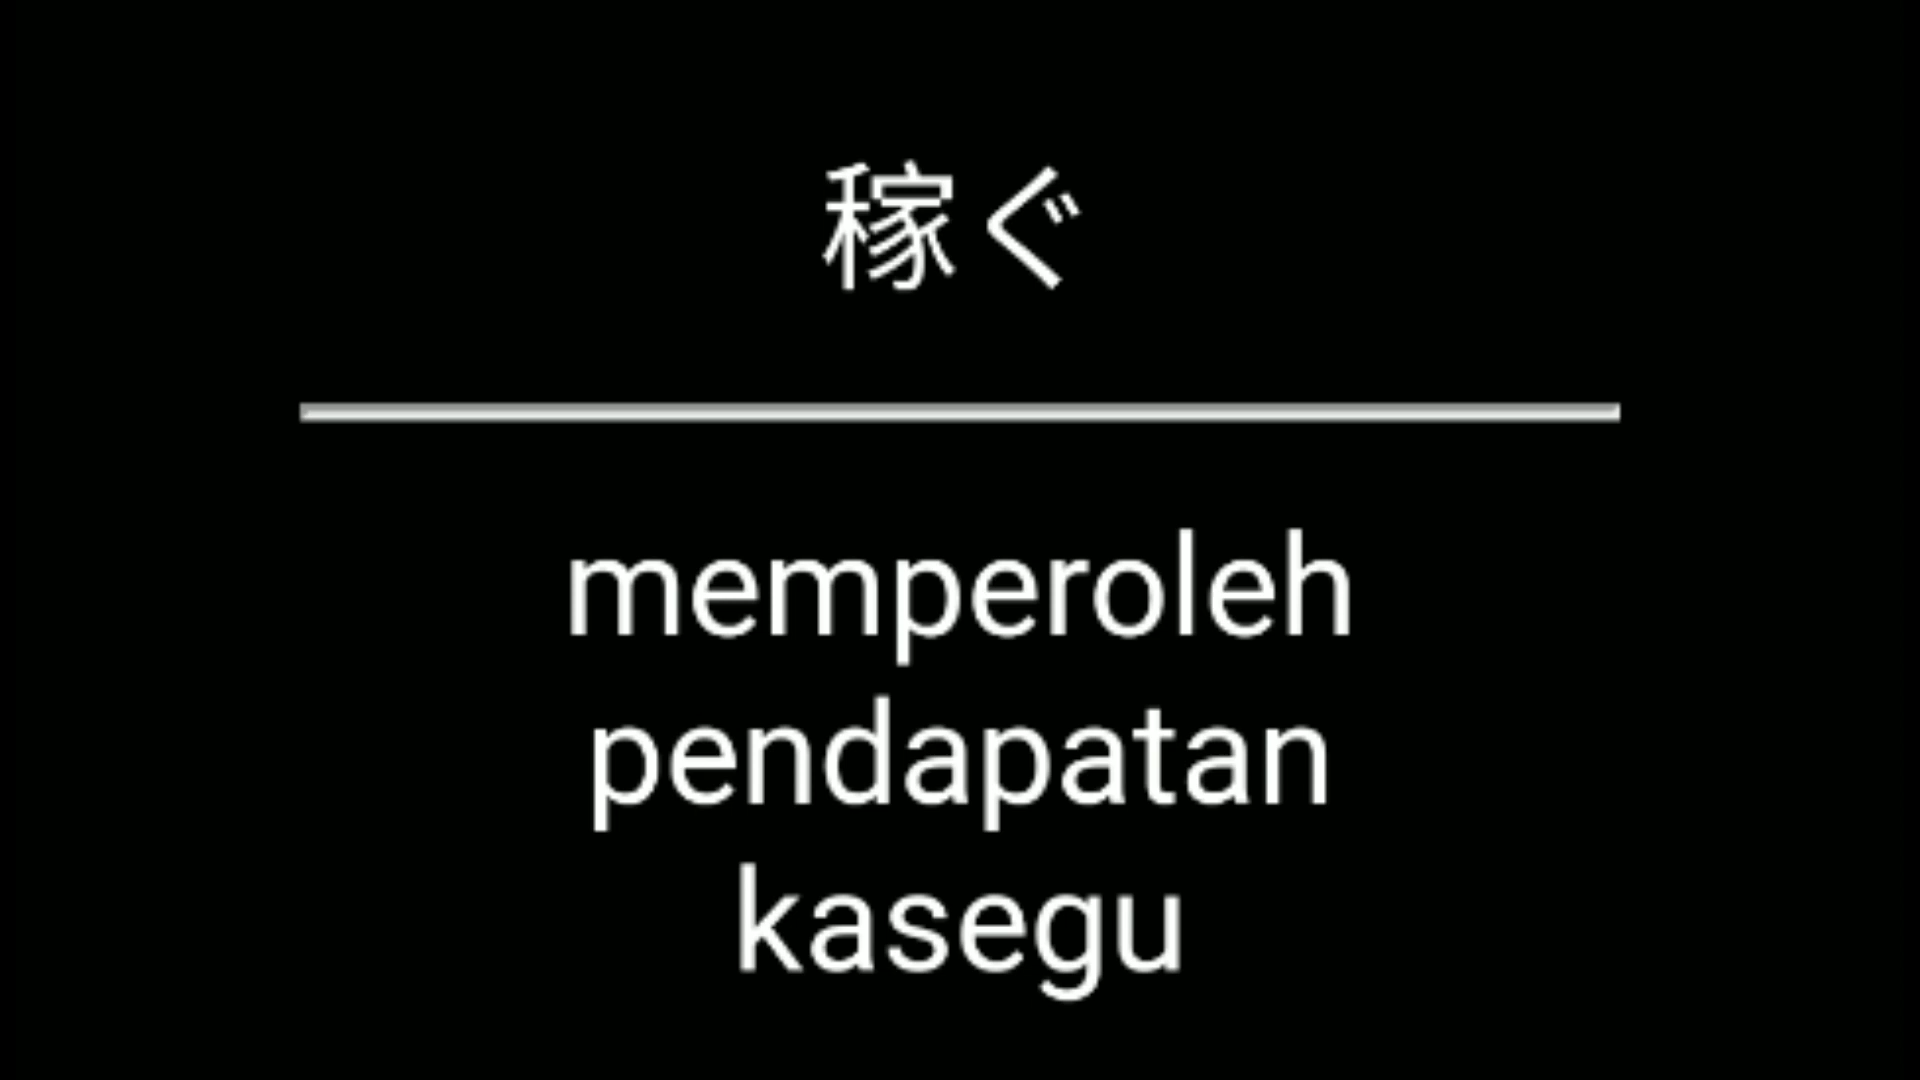 稼ぐ
memperoleh
pendapatan
kasegu